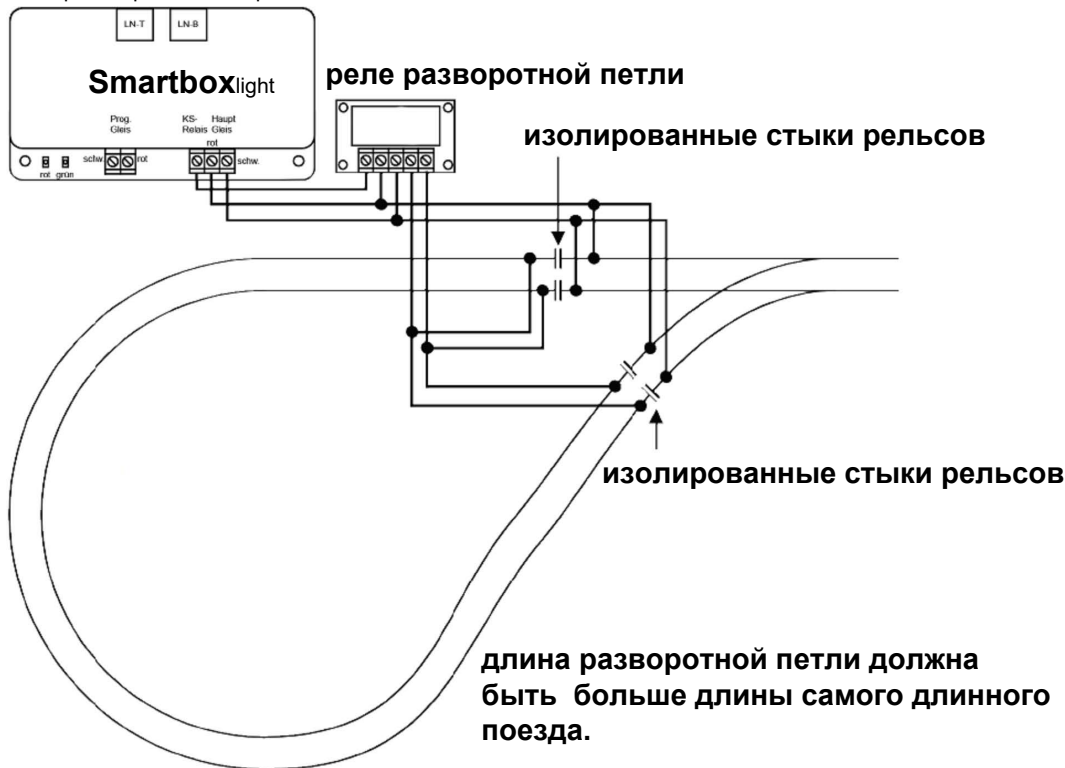 LN-T LN-B
Smartboxlight
реле разворотной петли
Prog. Gleis
KS- Relais
Haupt Gleis
rot
schw. rot
schw.
rot grün
изолированные стыки рельсов
изолированные стыки рельсов
длина разворотной петли должна
быть больше длины самого длинного
поезда.